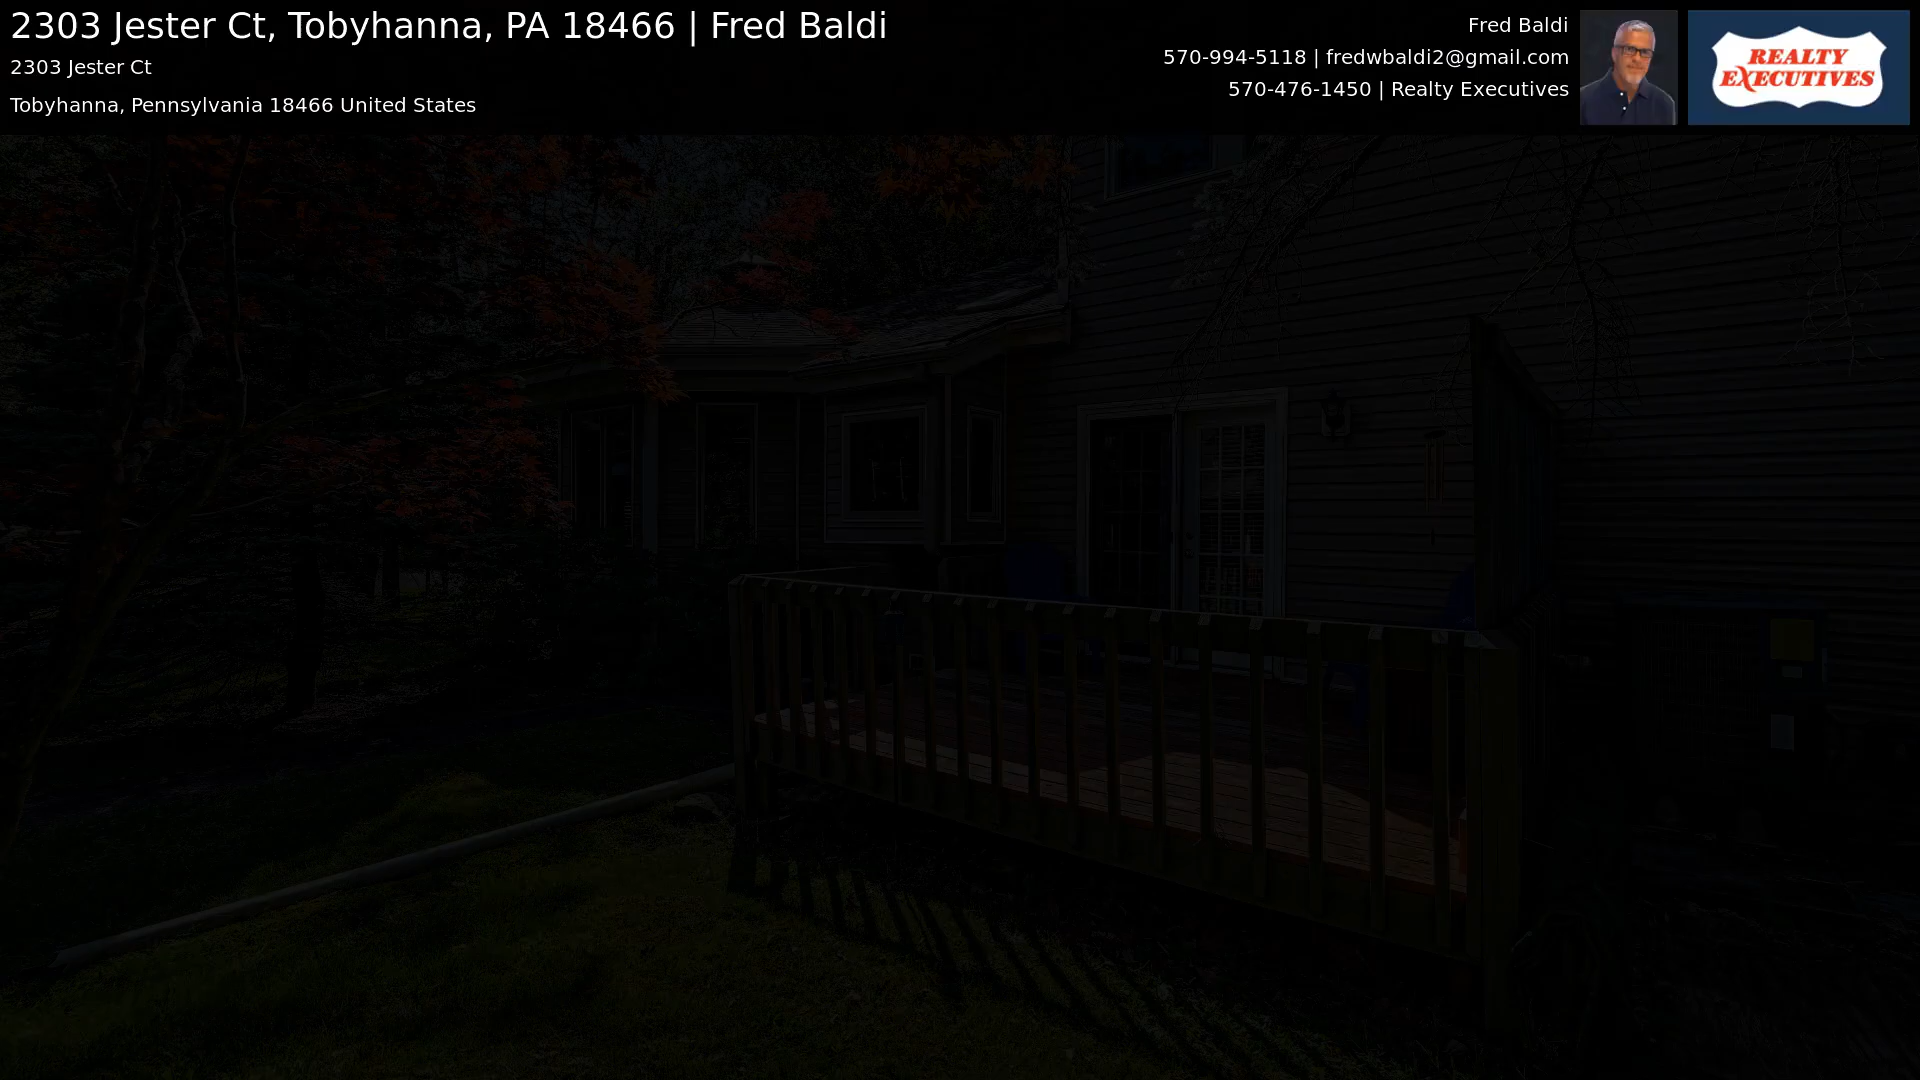 2303 Jester Ct, Tobyhanna, PA 18466 | Fred Baldi
2303 Jester Ct
Tobyhanna, Pennsylvania 18466 United States
Fred Baldi
570-994-5118 | fredwbaldi2@gmail.com
570-476-1450 | Realty Executives
REALTY
EXECUTIVES